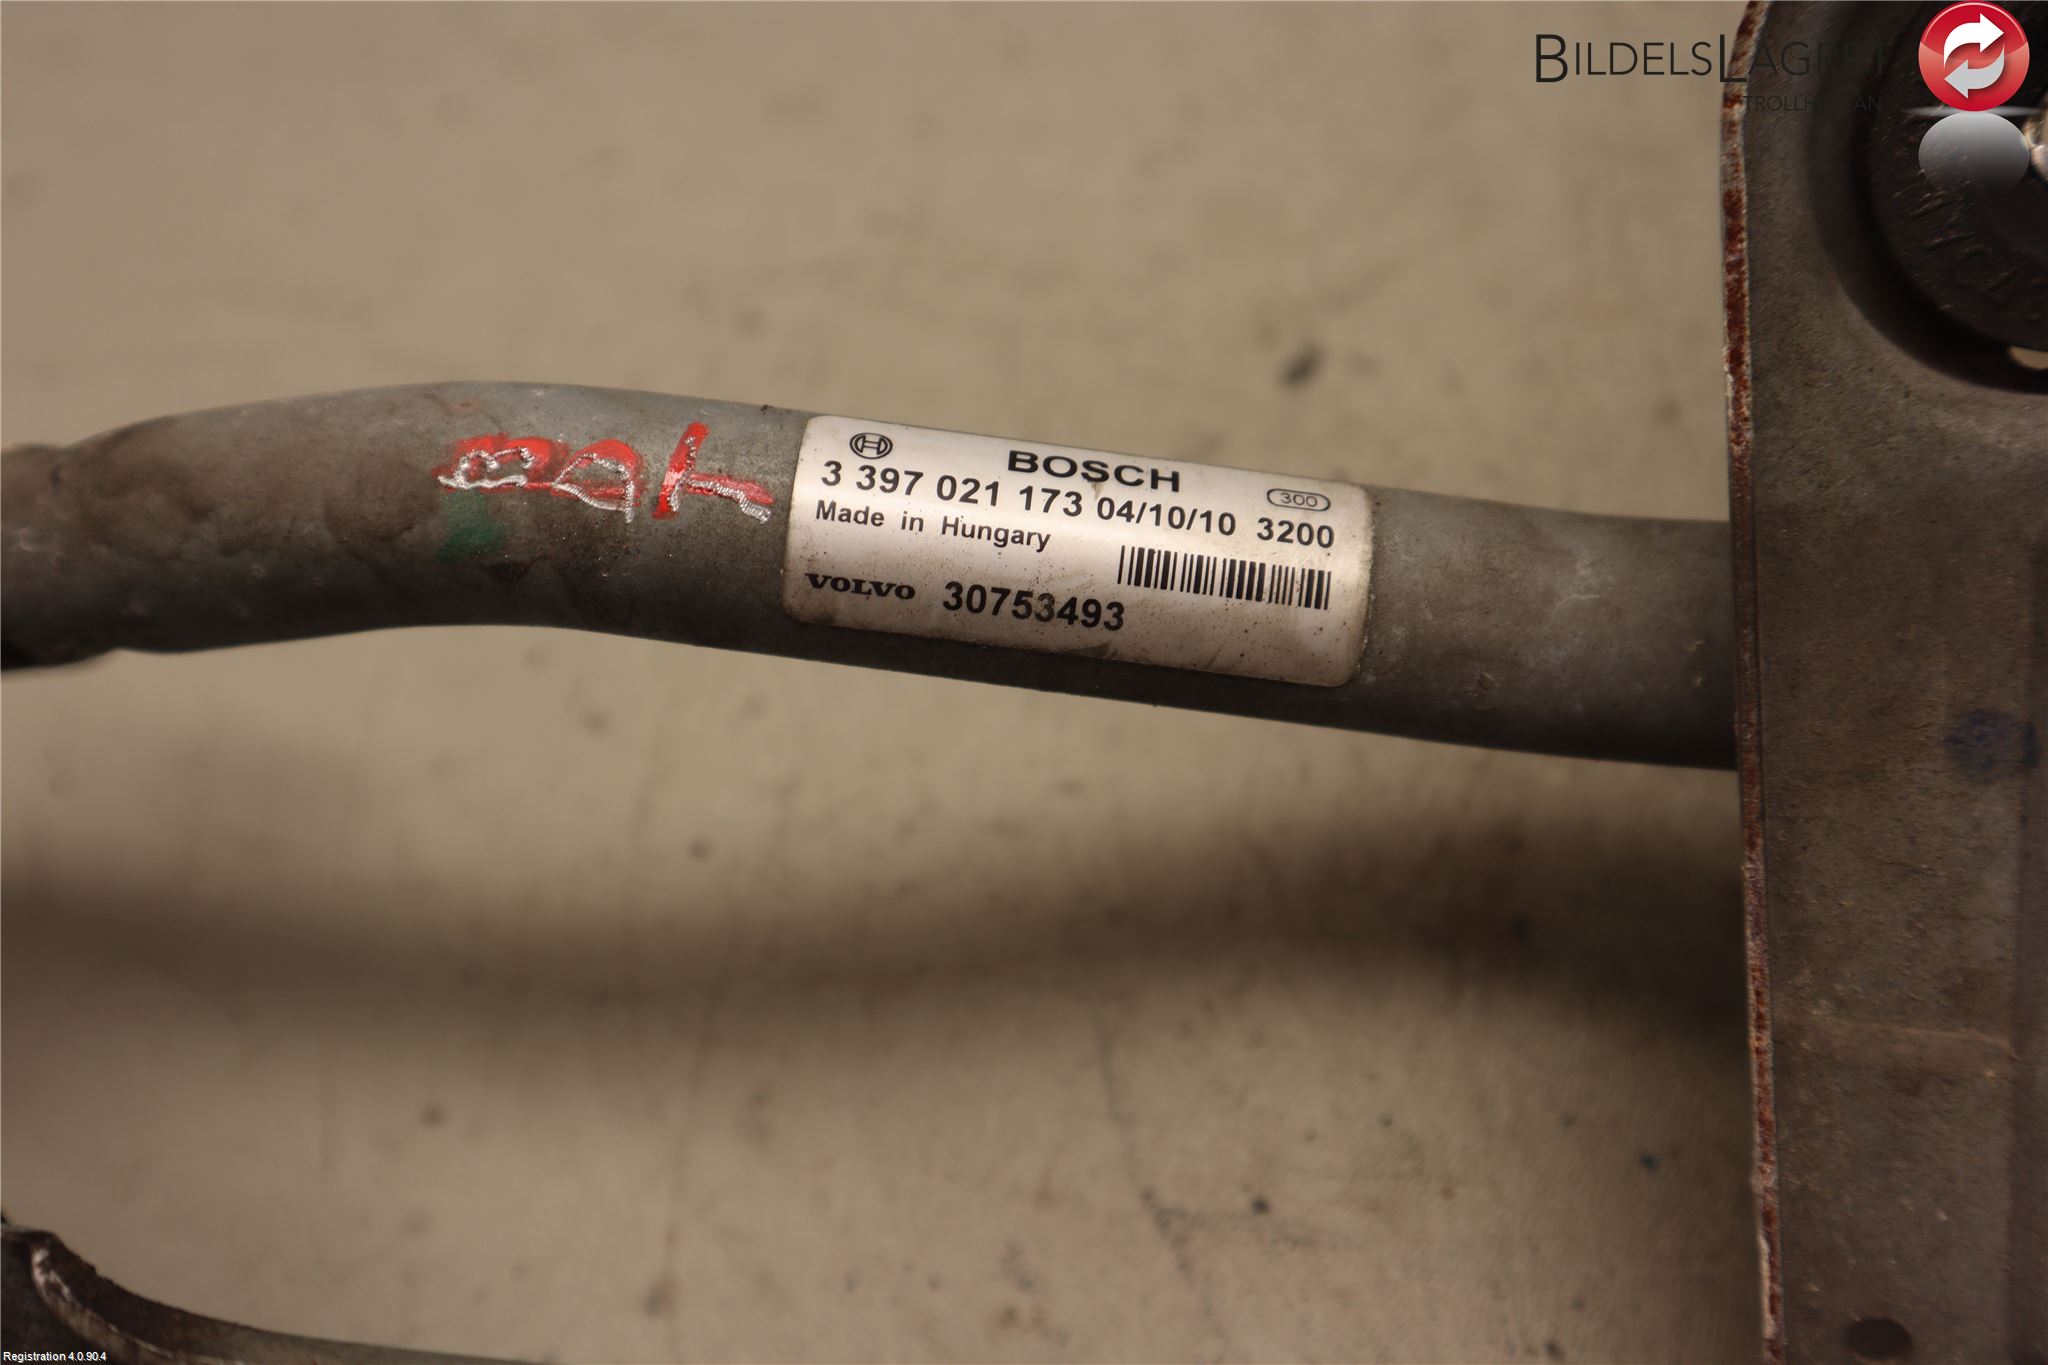 BILDELSLAGRET
BOSCH
300
3 397 021 173 04/10/10 3200
Made in Hungary
VOLVO 30753493
Registration 4.0.90.4